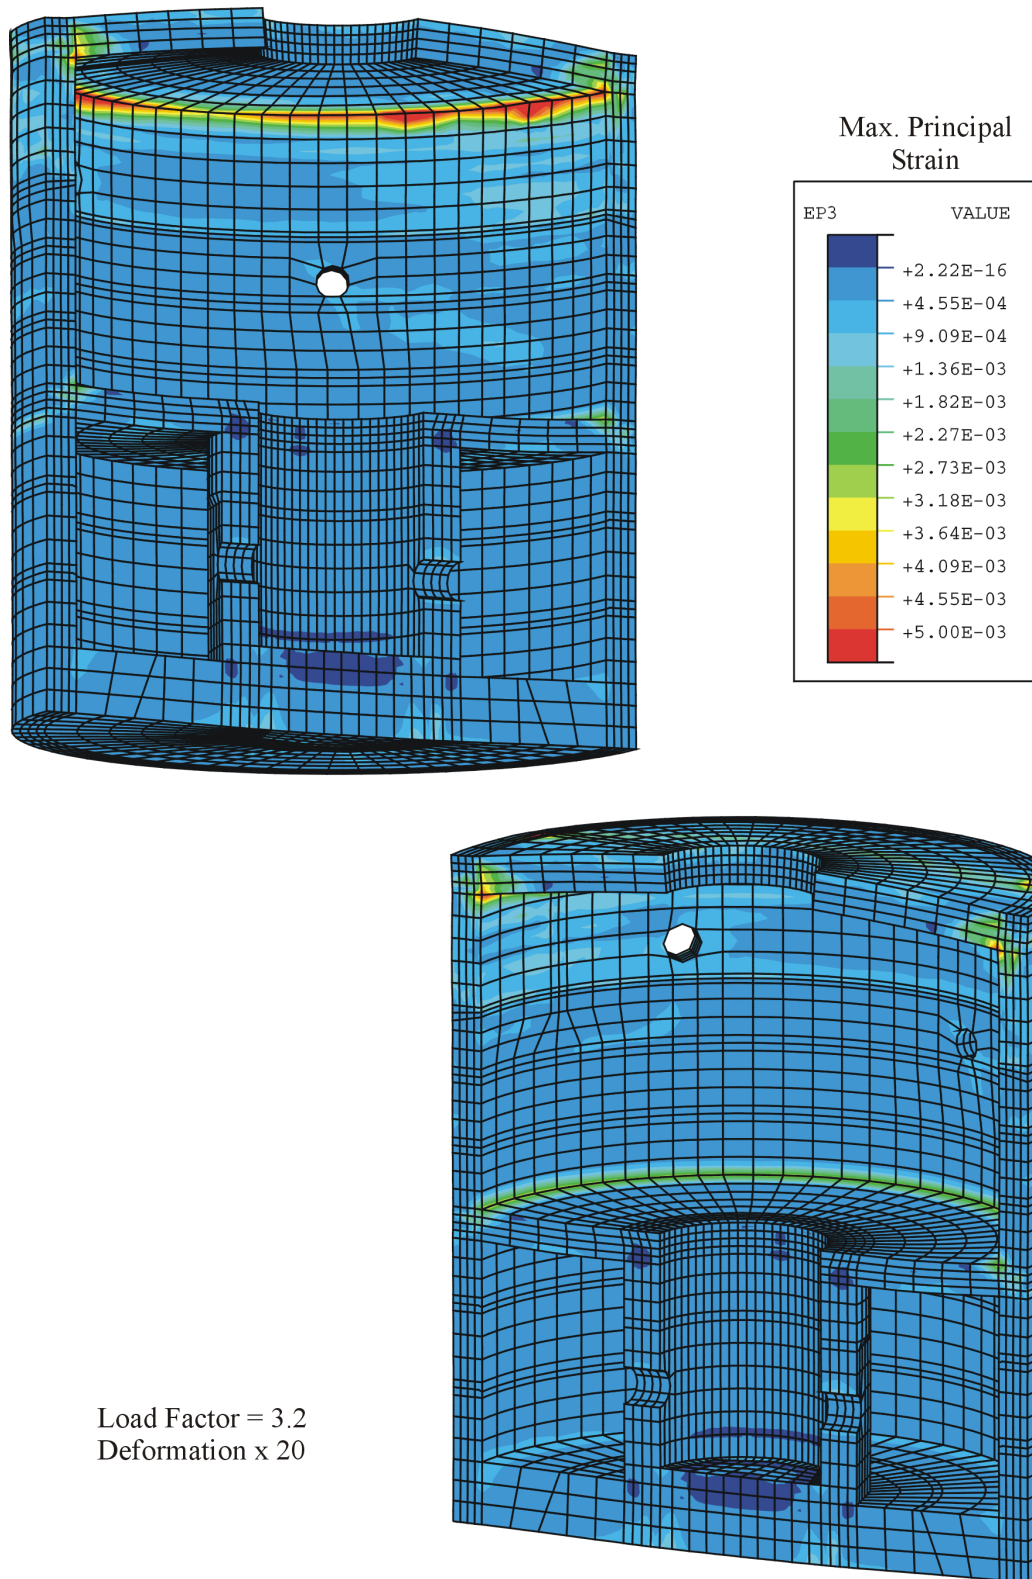 Max. Principal
Strain
EP3 VALUE
+2.22E-16
+4.55E-04
+9.09E-04
+1.36E-03
+1.82E-03
+2.27E-03
+2.73E-03
+3.18E-03
+3.64E-03
+4.09E-03
+4.55E-03
+5.00E-03
Load Factor = 3.2
Deformation x 20